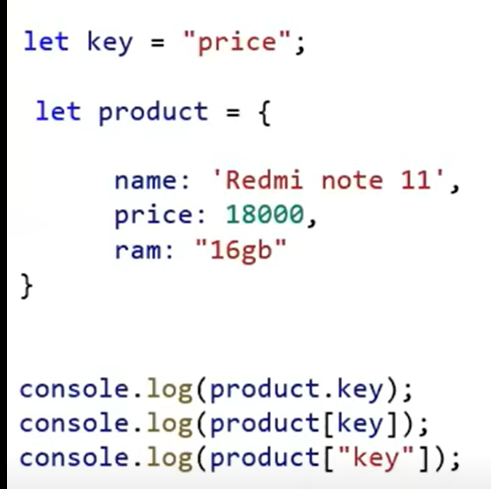 let key = "price";
let product = {
name: 'Redmi note 11',
price: 18000,
ram: "16gb"
}
console.log(product.key);
console.log(product[key]);
console.log(product["key"]);